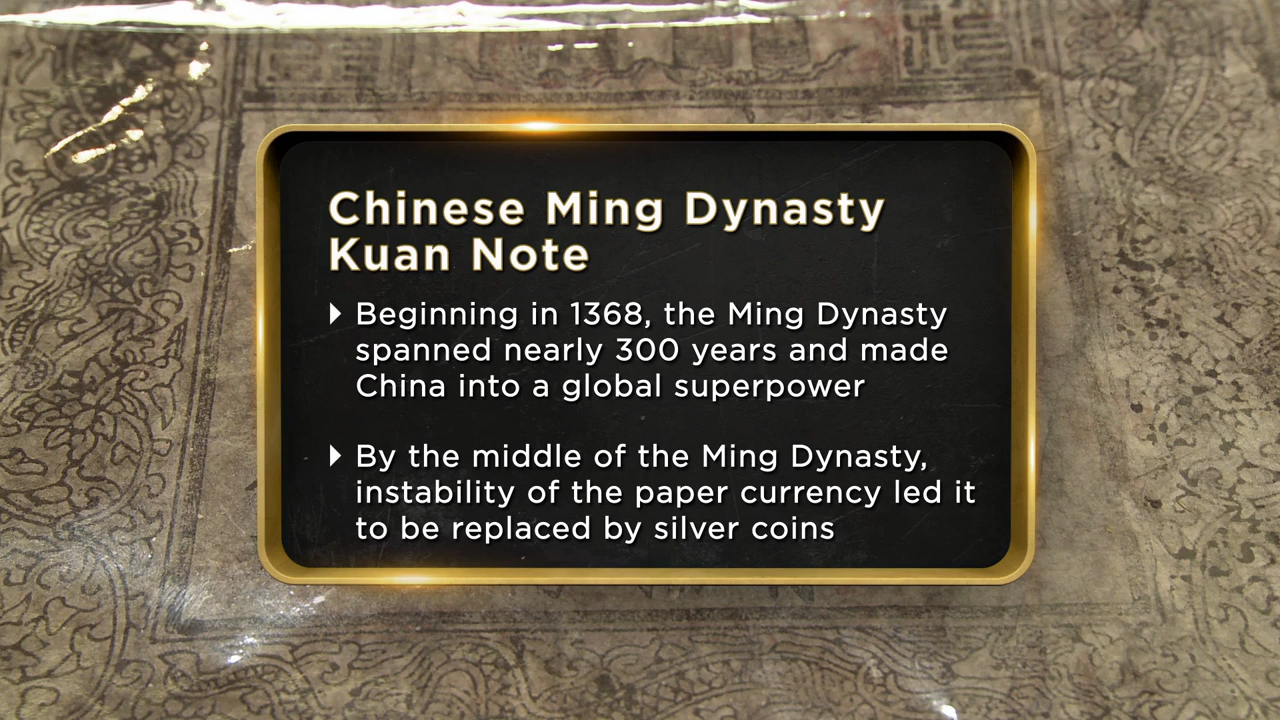 Chinese Ming Dynasty
Kuan Note
Beginning in 1368, the Ming Dynasty
spanned nearly 300 years and made
China into a global superpower
By the middle of the Ming Dynasty,
instability of the paper currency led it
to be replaced by silver coins